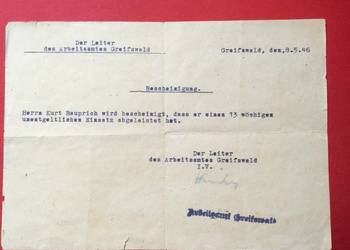 Der Leiter
des Arbeitsamtes Greifswald
Greifswald, den, 8.5.46
Bescheinigung.
Herrn Kurt Rauprich wird bescheinigt, dass er einen 13 wöchigen
unentgeltlichen Einsatz abgeleistet hat.
Der Leiter
des Arbeitsamtes Greifswald
I.V.
Arbeitsamt Greifswald